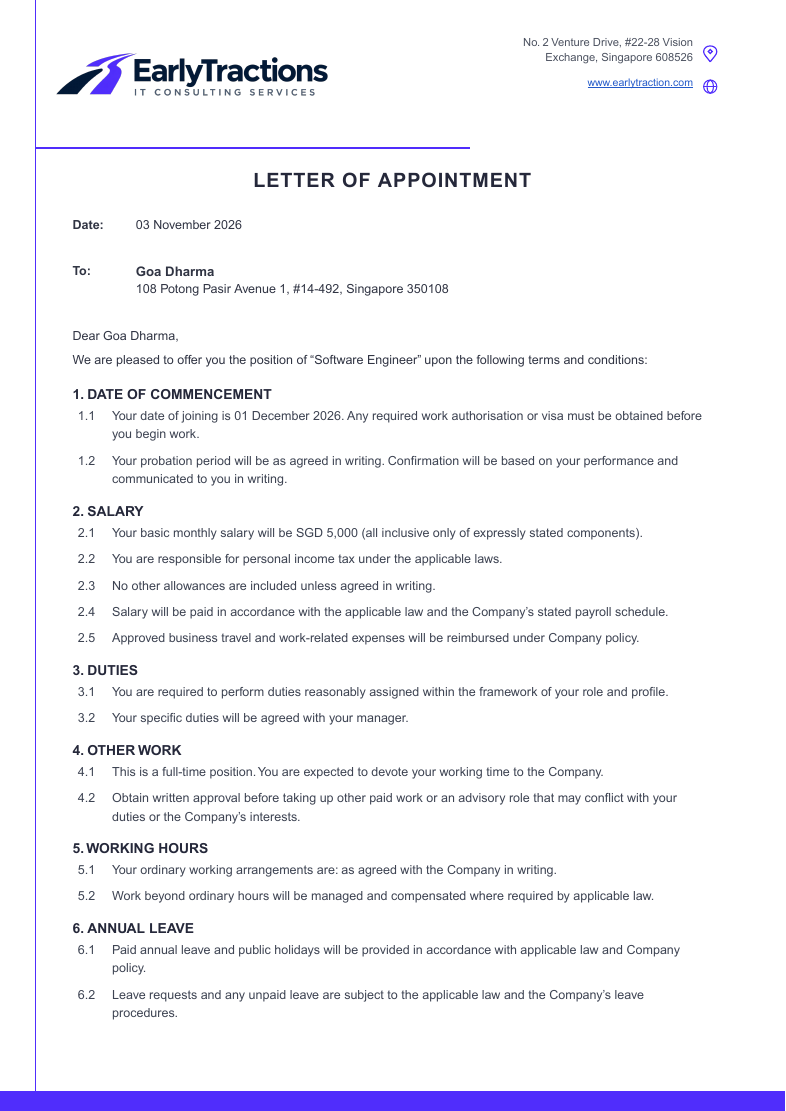 No. 2 Venture Drive, #22-28 Vision
Exchange, Singapore 608526
www.earlytraction.com
EarlyTractions
IT CONSULTING SERVICES
LETTER OF APPOINTMENT
Date: 03 November 2026
To: Goa Dharma
108 Potong Pasir Avenue 1, #14-492, Singapore 350108
Dear Goa Dharma,
We are pleased to offer you the position of “Software Engineer” upon the following terms and conditions:
1. DATE OF COMMENCEMENT
1.1 Your date of joining is 01 December 2026. Any required work authorisation or visa must be obtained before
you begin work.
1.2 Your probation period will be as agreed in writing. Confirmation will be based on your performance and
communicated to you in writing.
2. SALARY
2.1 Your basic monthly salary will be SGD 5,000 (all inclusive only of expressly stated components).
2.2 You are responsible for personal income tax under the applicable laws.
2.3 No other allowances are included unless agreed in writing.
2.4 Salary will be paid in accordance with the applicable law and the Company’s stated payroll schedule.
2.5 Approved business travel and work-related expenses will be reimbursed under Company policy.
3. DUTIES
3.1 You are required to perform duties reasonably assigned within the framework of your role and profile.
3.2 Your specific duties will be agreed with your manager.
4. OTHER WORK
4.1 This is a full-time position. You are expected to devote your working time to the Company.
4.2 Obtain written approval before taking up other paid work or an advisory role that may conflict with your
duties or the Company’s interests.
5. WORKING HOURS
5.1 Your ordinary working arrangements are: as agreed with the Company in writing.
5.2 Work beyond ordinary hours will be managed and compensated where required by applicable law.
6. ANNUAL LEAVE
6.1 Paid annual leave and public holidays will be provided in accordance with applicable law and Company
policy.
6.2 Leave requests and any unpaid leave are subject to the applicable law and the Company’s leave
procedures.